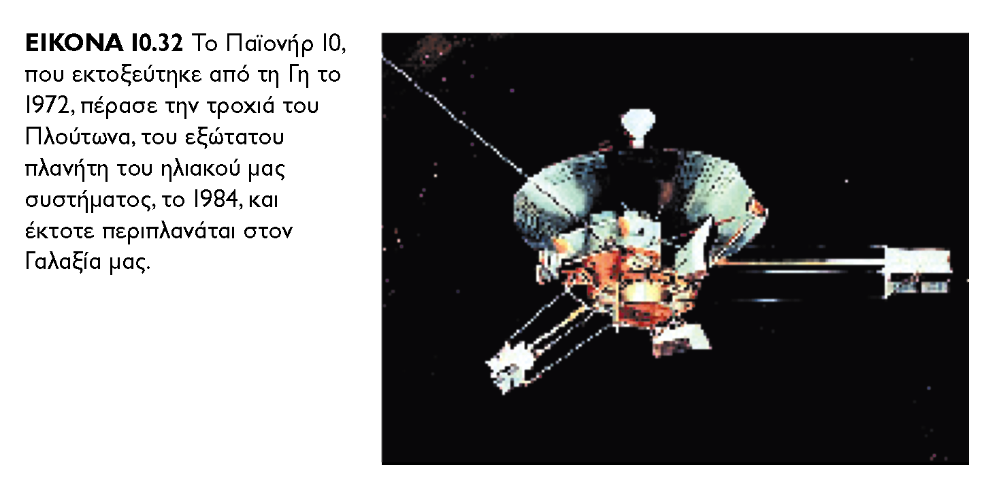 ΕΙΚΟΝΑ 10.32 Το Παϊονήρ 10,
που εκτοξεύτηκε από τη Γη το
1972, πέρασε την τροχιά του
Πλούτωνα, του εξώτατου
πλανήτη του ηλιακού μας
συστήματος, το 1984, και
έκτοτε περιπλανάται στον
Γαλαξία μας.